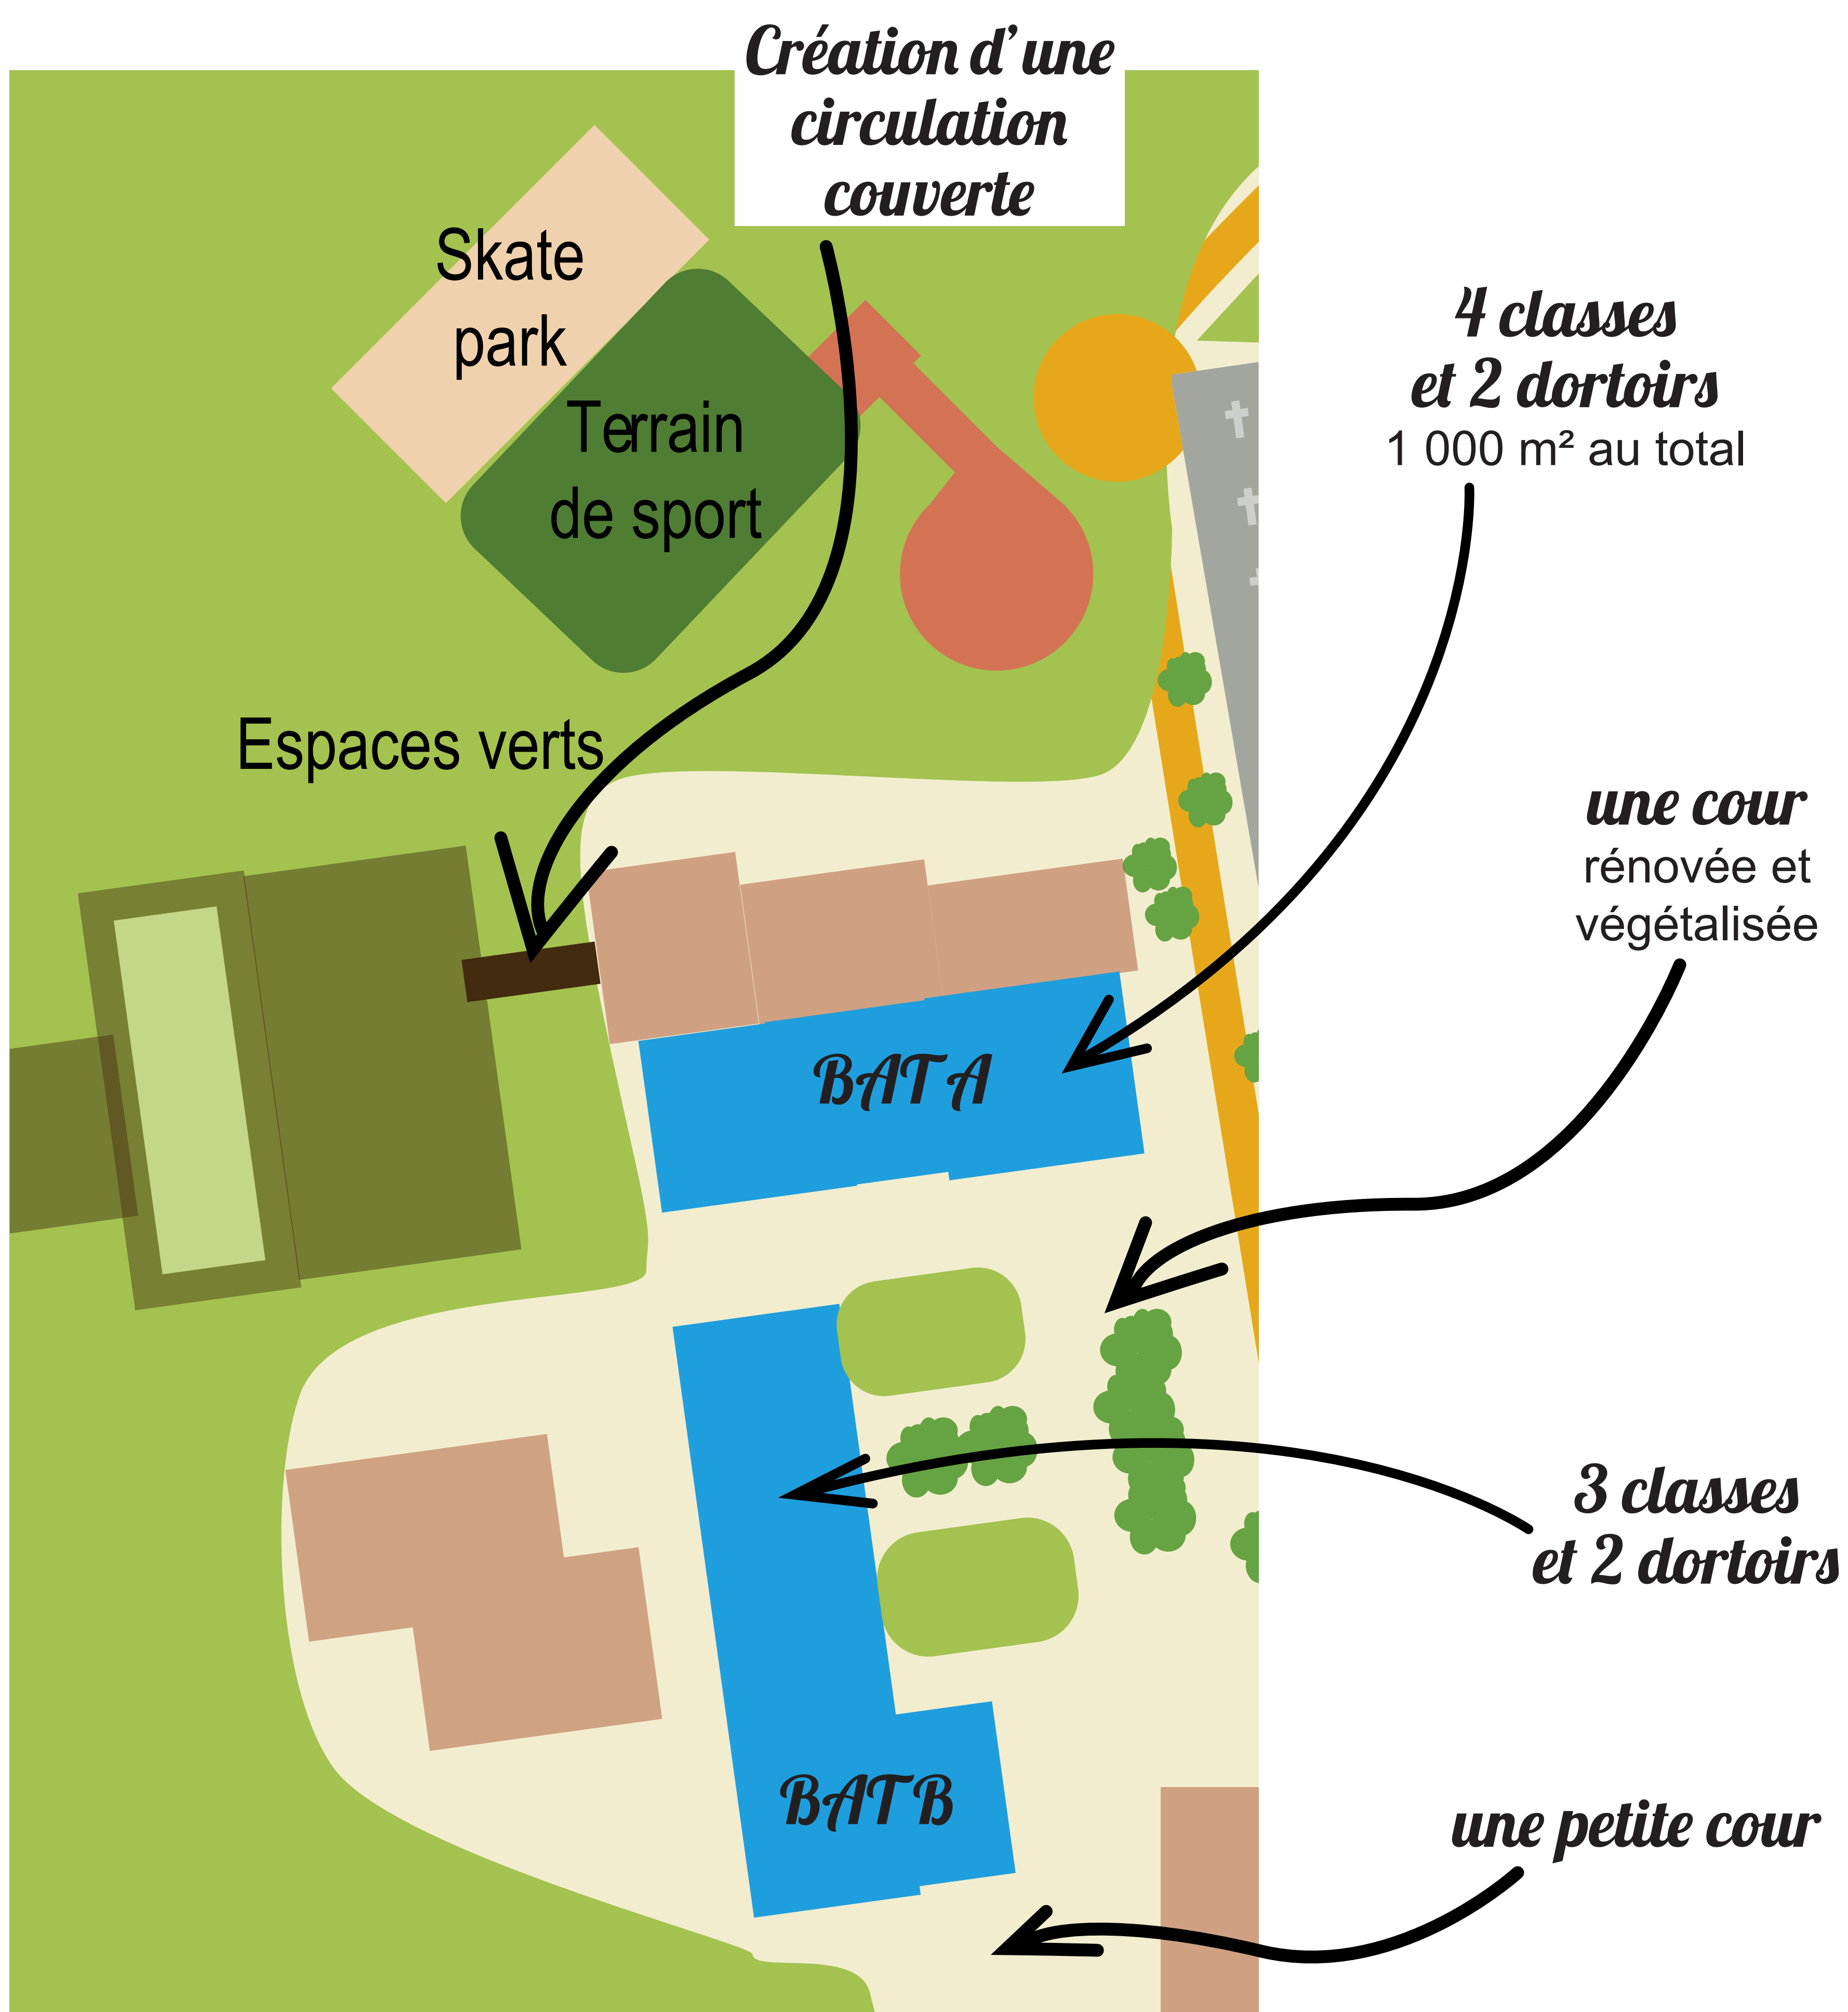 Création d'une
circulation
couverte
Skate
park
Terrain
de sport
Espaces verts
4 classes
et 2 dortoirs
1 000 m² au total
une cour
rénovée et
végétalisée
BAT A
3 classes
et 2 dortoirs
BAT B
une petite cour